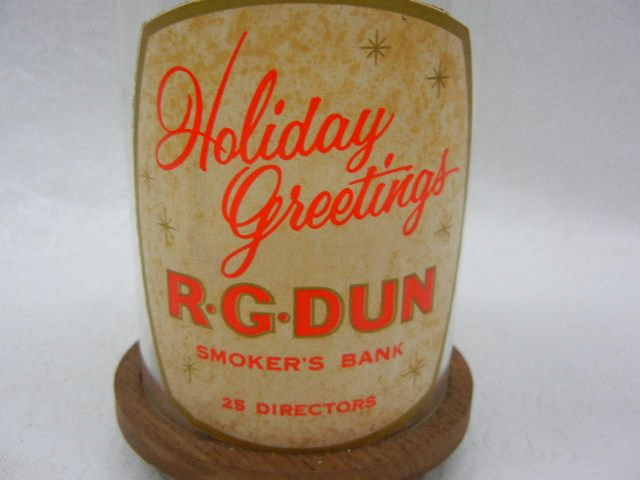 Holiday
Greetings
R·G·DUN
SMOKER'S BANK
25 DIRECTORS